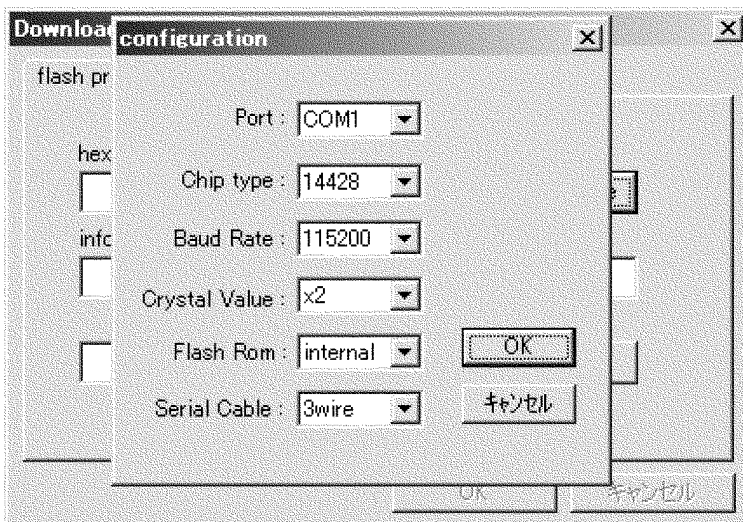 Downloa
configuration
flash pr
Port : COM1
hex
Chip type : 14428
info
Baud Rate : 115200
Crystal Value : x2
Flash Rom : internal
OK
Serial Cable : 3wire
キャンセル
OK
キャンセル